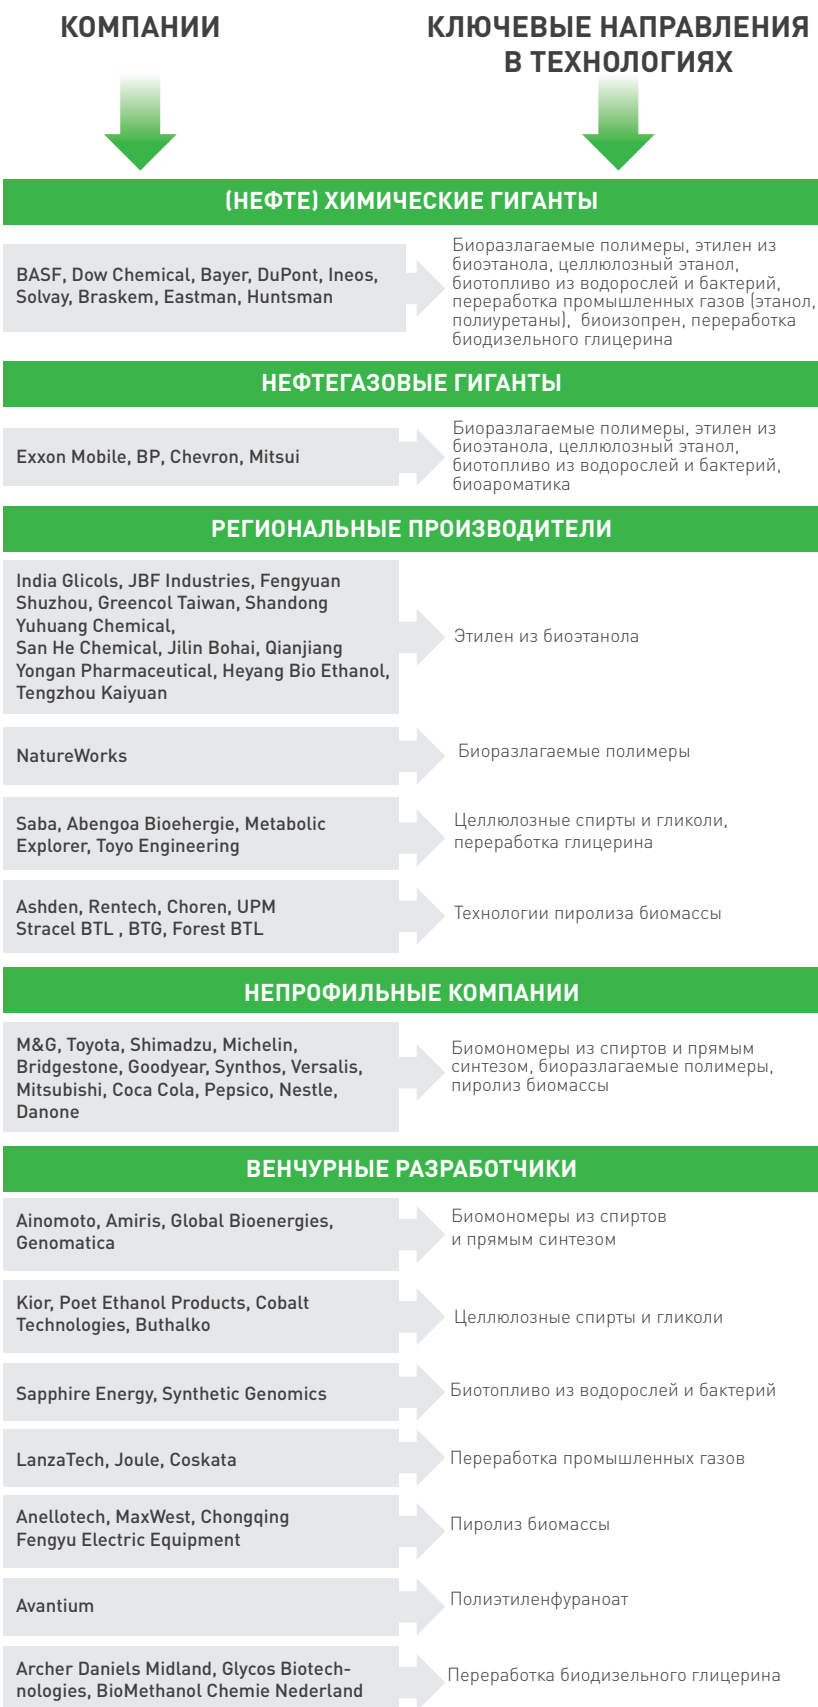 КОМПАНИИ
КЛЮЧЕВЫЕ НАПРАВЛЕНИЯ
В ТЕХНОЛОГИЯХ
(НЕФТЕ) ХИМИЧЕСКИЕ ГИГАНТЫ
BASF, Dow Chemical, Bayer, DuPont, Ineos,
Solvay, Braskem, Eastman, Huntsman
Биоразлагаемые полимеры, этилен из
биоэтанола, целлюлозный этанол,
биотопливо из водорослей и бактерий,
переработка промышленных газов (этанол,
полиуретаны), биоизопрен, переработка
биодизельного глицерина
НЕФТЕГАЗОВЫЕ ГИГАНТЫ
Exxon Mobile, BP, Chevron, Mitsui
Биоразлагаемые полимеры, этилен из
биоэтанола, целлюлозный этанол,
биотопливо из водорослей и бактерий,
биоароматика
РЕГИОНАЛЬНЫЕ ПРОИЗВОДИТЕЛИ
India Glicols, JBF Industries, Fengyuan
Shuzhou, Greencol Taiwan, Shandong
Yuhuang Chemical,
San He Chemical, Jilin Bohai, Qianjiang
Yongan Pharmaceutical, Heyang Bio Ethanol,
Tengzhou Kaiyuan
Этилен из биоэтанола
NatureWorks
Биоразлагаемые полимеры
Saba, Abengoa Bioehergie, Metabolic
Explorer, Toyo Engineering
Целлюлозные спирты и гликоли,
переработка глицерина
Ashden, Rentech, Choren, UPM
Stracel BTL , BTG, Forest BTL
Технологии пиролиза биомассы
НЕПРОФИЛЬНЫЕ КОМПАНИИ
M&G, Toyota, Shimadzu, Michelin,
Bridgestone, Goodyear, Synthos, Versalis,
Mitsubishi, Coca Cola, Pepsico, Nestle,
Danone
Биомономеры из спиртов и прямым
синтезом, биоразлагаемые полимеры,
пиролиз биомассы
ВЕНЧУРНЫЕ РАЗРАБОТЧИКИ
Ainomoto, Amiris, Global Bioenergies,
Genomatica
Биомономеры из спиртов
и прямым синтезом
Kior, Poet Ethanol Products, Cobalt
Technologies, Buthalko
Целлюлозные спирты и гликоли
Sapphire Energy, Synthetic Genomics
Биотопливо из водорослей и бактерий
LanzaTech, Joule, Coskata
Переработка промышленных газов
Anellotech, MaxWest, Chongqing
Fengyu Electric Equipment
Пиролиз биомассы
Avantium
Полиэтиленфураноат
Archer Daniels Midland, Glycos Biotech-
nologies, BioMethanol Chemie Nederland
Переработка биодизельного глицерина